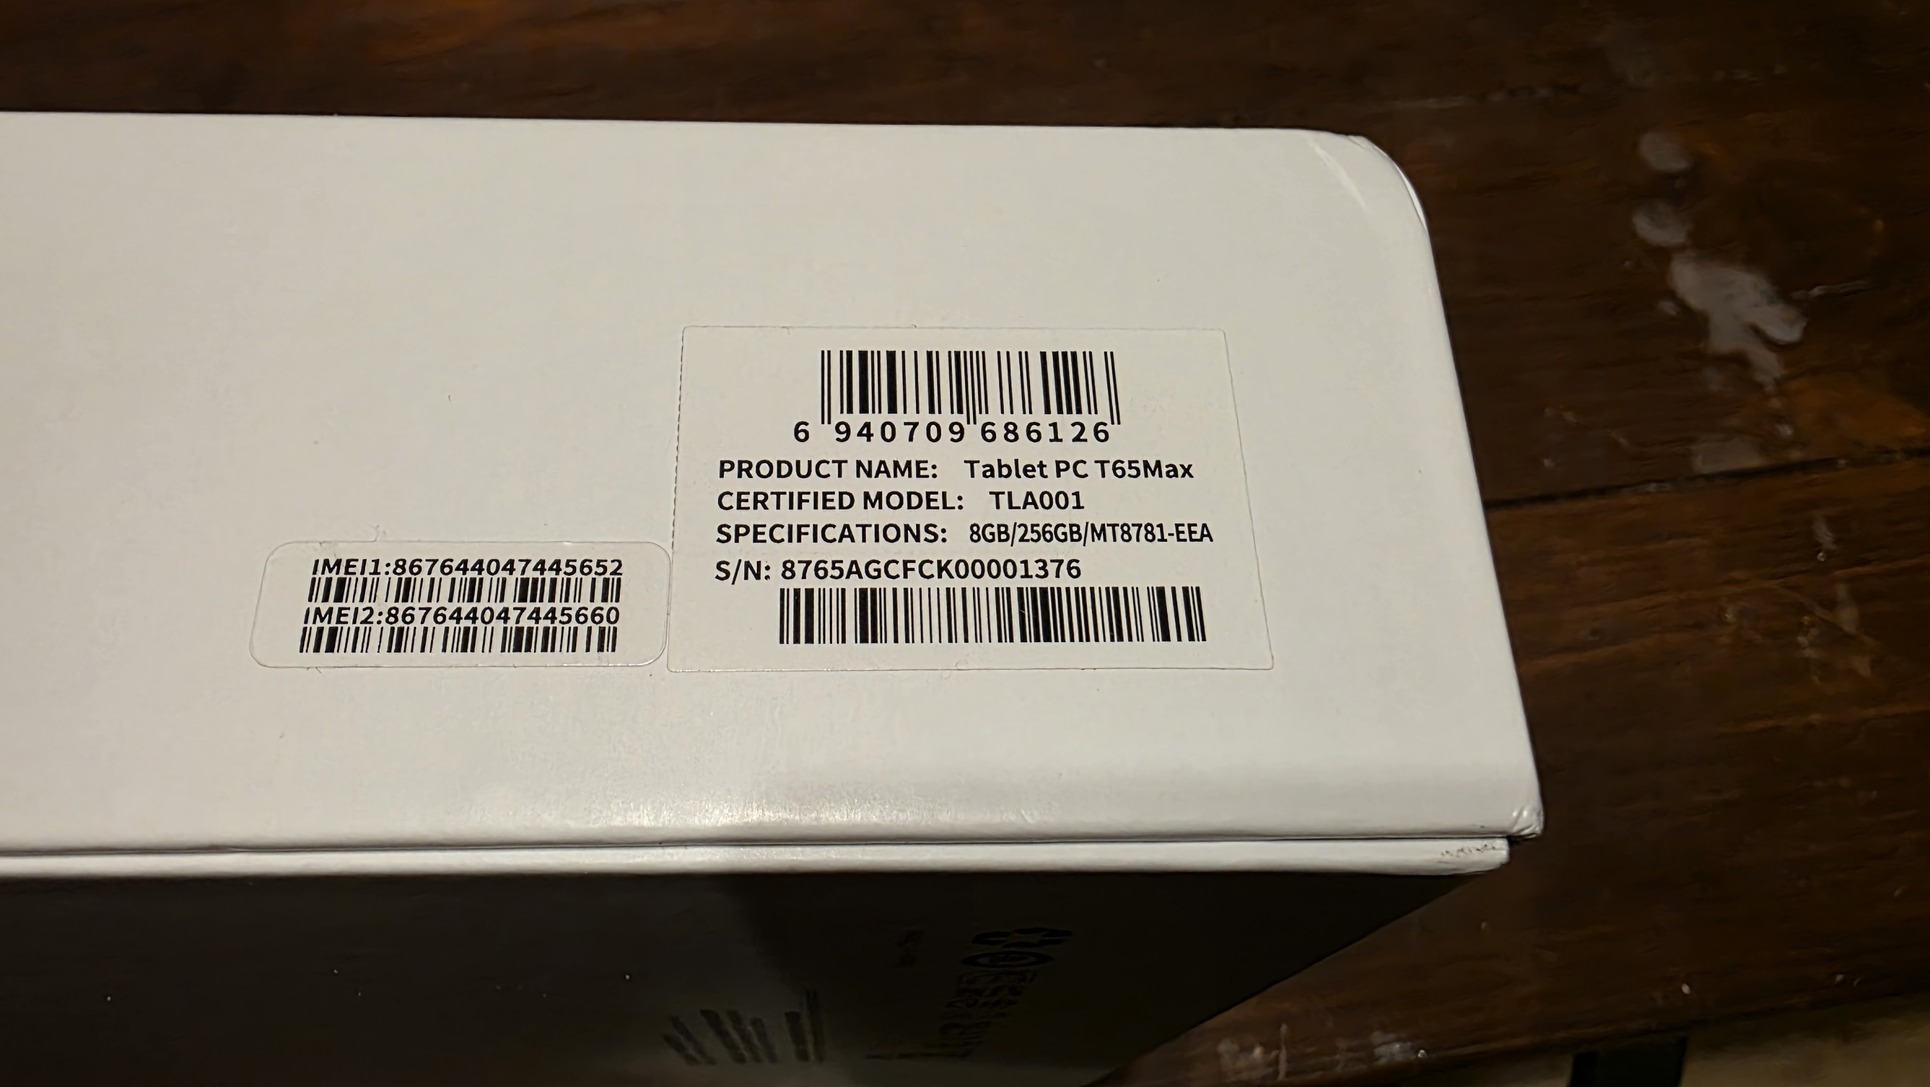 6 940709 686126
PRODUCT NAME: Tablet PC T65Max
CERTIFIED MODEL: TLA001
SPECIFICATIONS: 8GB/256GB/MT8781-EEA
S/N: 8765AGCFCK00001376
IMEI1:867644047445652
IMEI2:867644047445660